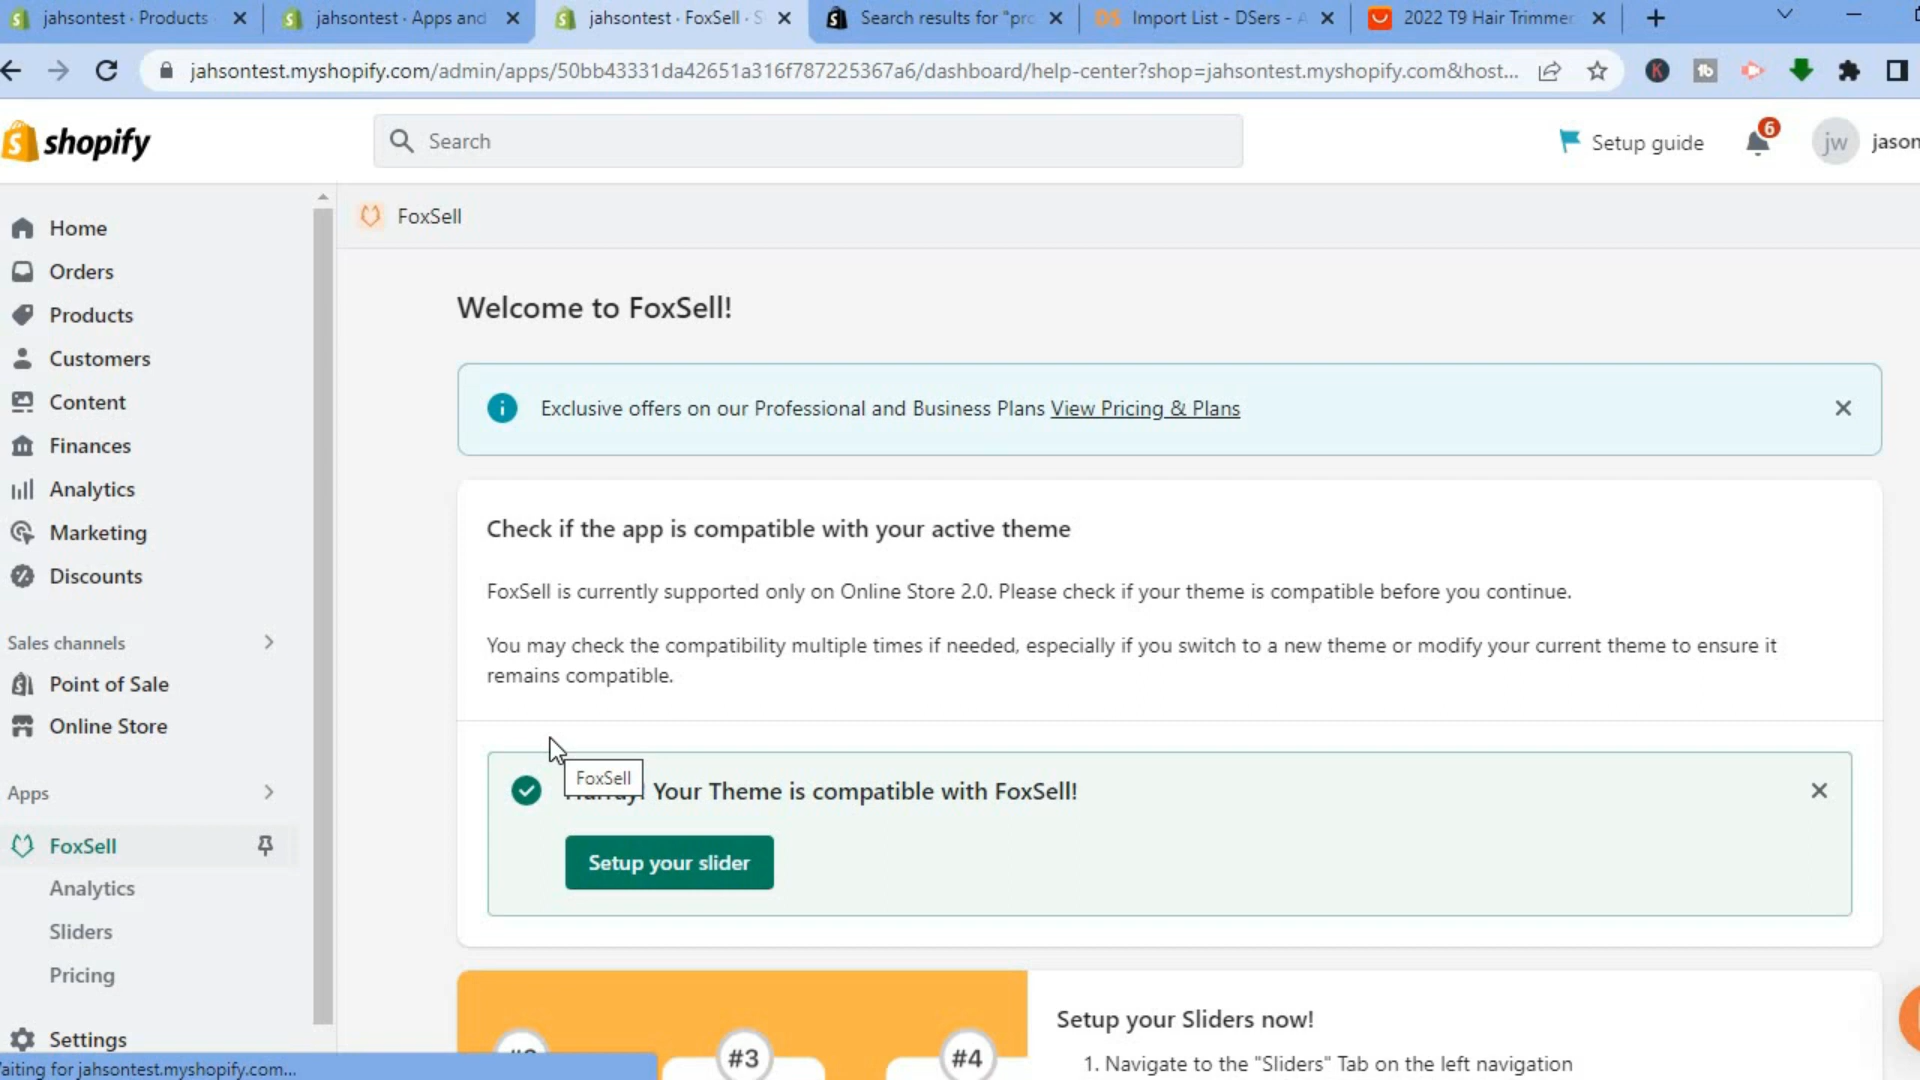 jahsontest · Products
jahsontest · Apps and
jahsontest · FoxSell · S
Search results for "pro
DS Import List - DSers - A
2022 T9 Hair Trimmer
jahsontest.myshopify.com/admin/apps/50bb43331da42651a316f787225367a6/dashboard/help-center?shop=jahsontest.myshopify.com&host...
shopify
Search
Setup guide
6
jw
jason
FoxSell
Home
Orders
Products
Customers
Content
Finances
Analytics
Marketing
Discounts
Sales channels
Point of Sale
Online Store
Apps
FoxSell
Analytics
Sliders
Pricing
Settings
Welcome to FoxSell!
Exclusive offers on our Professional and Business Plans View Pricing & Plans
Check if the app is compatible with your active theme
FoxSell is currently supported only on Online Store 2.0. Please check if your theme is compatible before you continue.
You may check the compatibility multiple times if needed, especially if you switch to a new theme or modify your current theme to ensure it
remains compatible.
FoxSell
Your Theme is compatible with FoxSell!
Setup your slider
#3
#4
Setup your Sliders now!
1. Navigate to the "Sliders" Tab on the left navigation
aiting for jahsontest.myshopify.com...